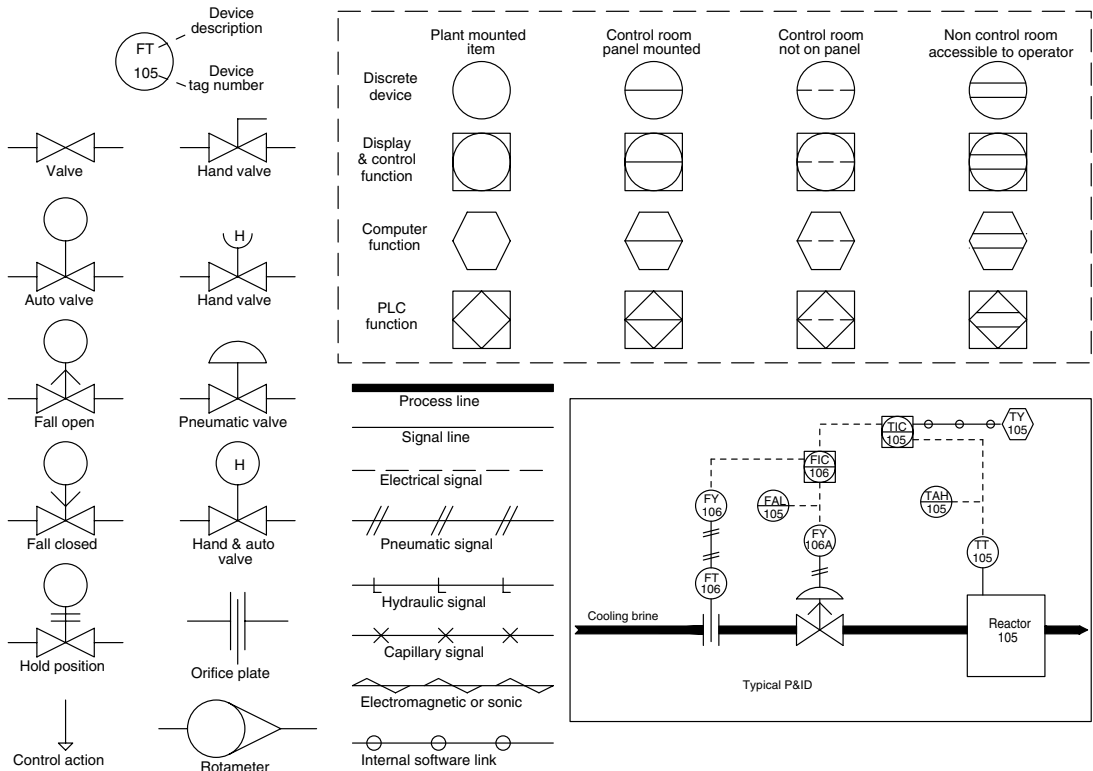 Device
description
FT
105
Device
tag number
Valve
Hand valve
H
Auto valve
Hand valve
Fall open
Pneumatic valve
H
Fall closed
Hand & auto
valve
Hold position
Orifice plate
Control action
Rotameter
Plant mounted
item
Control room
panel mounted
Control room
not on panel
Non control room
accessible to operator
Discrete
device
Display
& control
function
Computer
function
PLC
function
Process line
Signal line
Electrical signal
Pneumatic signal
Hydraulic signal
Capillary signal
Electromagnetic or sonic
Internal software link
TIC
105
TY
105
FIC
106
FY
106
FAL
105
TAH
105
FY
106A
TT
105
FT
106
Cooling brine
Reactor
105
Typical P&ID